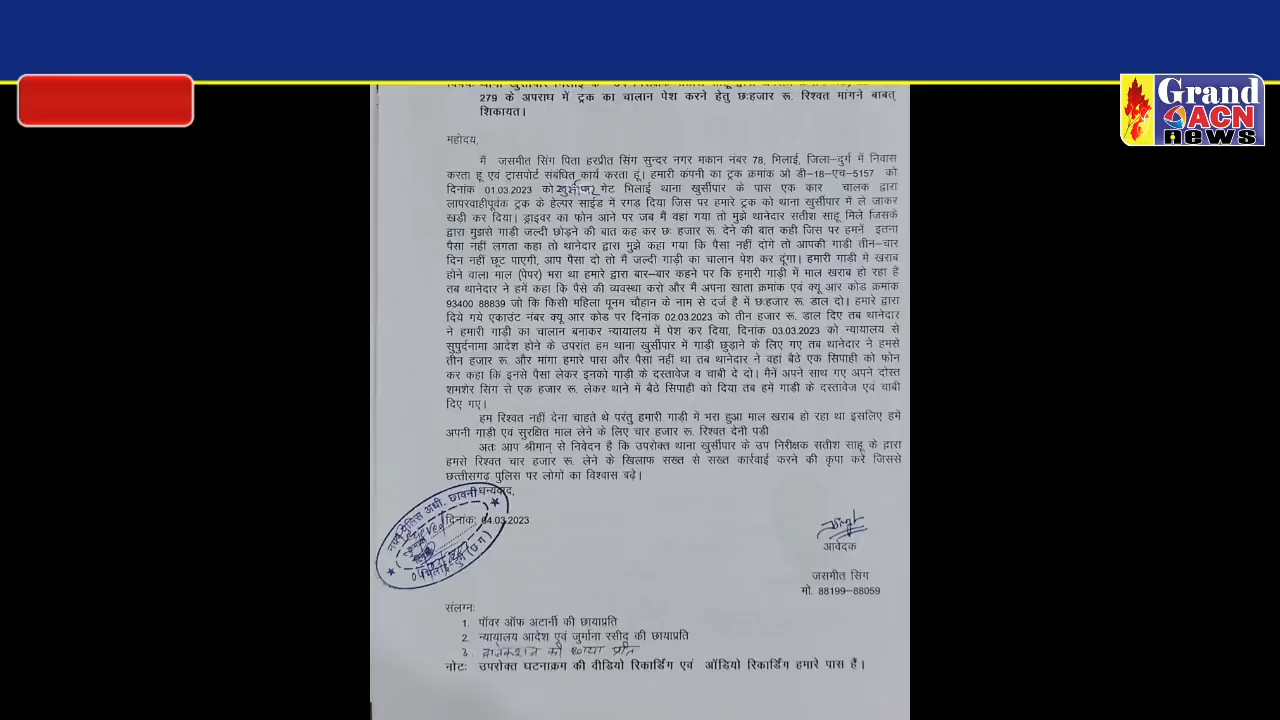 Grand
ACN
news
279 के अपराघ में ट्रक का चालान पेश करने हेतु छःहजार रू. रिश्वत मांगने बाबत्
शिकायत।
महोदय,
मैं जसमीत सिंग पिता हरप्रीत सिंग सुन्दर नगर मकान नंबर 78, भिलाई, जिला–दुर्ग में निवास
करता हूं एवं ट्रासपोर्ट संबंधित कार्य करता हूं। हमारी कंपनी का ट्रक क्रमांक ओ डी–18–एच–5157 को
दिनांक 01.03.2023 को खुर्सीपार गेट भिलाई थाना खुर्सीपार के पास एक कार चालक द्वारा
लापरवाहीपूर्वक ट्रक के हेल्पर साईड में रगड़ दिया जिस पर हमारे ट्रक को थाना खुर्सीपार में ले जाकर
खड़ी कर दिया। ड्राइवर का फोन आने पर जब मैं वहां गया तो मुझे थानेदार सतीश साहू मिले जिसके
द्वारा मुझसे गाड़ी जल्दी छोड़ने की बात कह कर छः हजार रू. देने की बात कही जिस पर हमनें इतना
पैसा नहीं लगता कहा तो थानेदार द्वारा मुझे कहा गया कि पैसा नहीं दोगे तो आपकी गाड़ी तीन–चार
दिन नहीं छूट पाएगी, आप पैसा दो तो मैं जल्दी गाड़ी का चालान पेश कर दूंगा। हमारी गाडी में खराब
होने वाला माल (पेपर) भरा था हमारे द्वारा बार–बार कहने पर कि हमारी गाड़ी में माल खराब हो रहा है
तब थानेदार ने हमें कहा कि पैसे की व्यवस्था करो और मैं अपना खाता क्रमांक एवं क्यू आर कोड क्रमांक
93400 88839 जो कि किसी महिला पूनम चौहान के नाम से दर्ज है में छःहजार रू. डाल दो। हमारे द्वारा
दिये गये एकाउंट नंबर क्यू आर कोड पर दिनांक 02.03.2023 को तीन हजार रू. डाल दिए तब थानेदार
ने हमारी गाड़ी का चालान बनाकर न्यायालय में पेश कर दिया, दिनांक 03.03.2023 को न्यायालय से
सुपुर्दनामा आदेश होने के उपरांत हम थाना खुर्सीपार में गाड़ी छुड़ाने के लिए गए तब थानेदार ने हमसे
तीन हजार रू. और मांगा हमारे पास और पैसा नहीं था तब थानेदार ने वहां बैठे एक सिपाही को फोन
कर कहा कि इनसे पैसा लेकर इनको गाड़ी के दस्तावेज व चाबी दे दो। मैनें अपने साथ गए अपने दोस्त
शमशेर सिंग से एक हजार रू. लेकर थाने में बैठे सिपाही को दिया तब हमें गाड़ी के दस्तावेज एवं चाबी
दिए गए।
हम रिश्वत नहीं देना चाहते थे परंतु हमारी गाडी में भरा हुआ माल खराब हो रहा था इसलिए हमें
अपनी गाड़ी एवं सुरक्षित माल लेने के लिए चार हजार रू. रिश्वत देनी पडी
अतः आप श्रीमान् से निवेदन है कि उपरोक्त थाना खुर्सीपार के उप निरीक्षक सतीश साहू के द्वारा
हमसे रिश्वत चार हजार रू. लेने के खिलाफ सख्त से सख्त कार्रवाई करने की कृपा करें जिससे
छत्तीसगढ़ पुलिस पर लोगों का विश्वास बढ़े।
धन्यवाद,
दिनांक: 04.03.2023
पुलिस अधी. छावनी
आवेदक
जसमीत सिंग
मो. 88199–88059
संलग्नः
1. पॉवर ऑफ अटार्नी की छायाप्रति
2. न्यायालय आदेश एवं जुर्माना रसीद की छायाप्रति
3. की छाया प्रति
नोटः उपरोक्त घटनाक्रम की वीडियो रिकार्डिंग एवं ऑडियो रिकार्डिंग हमारे पास हैं।